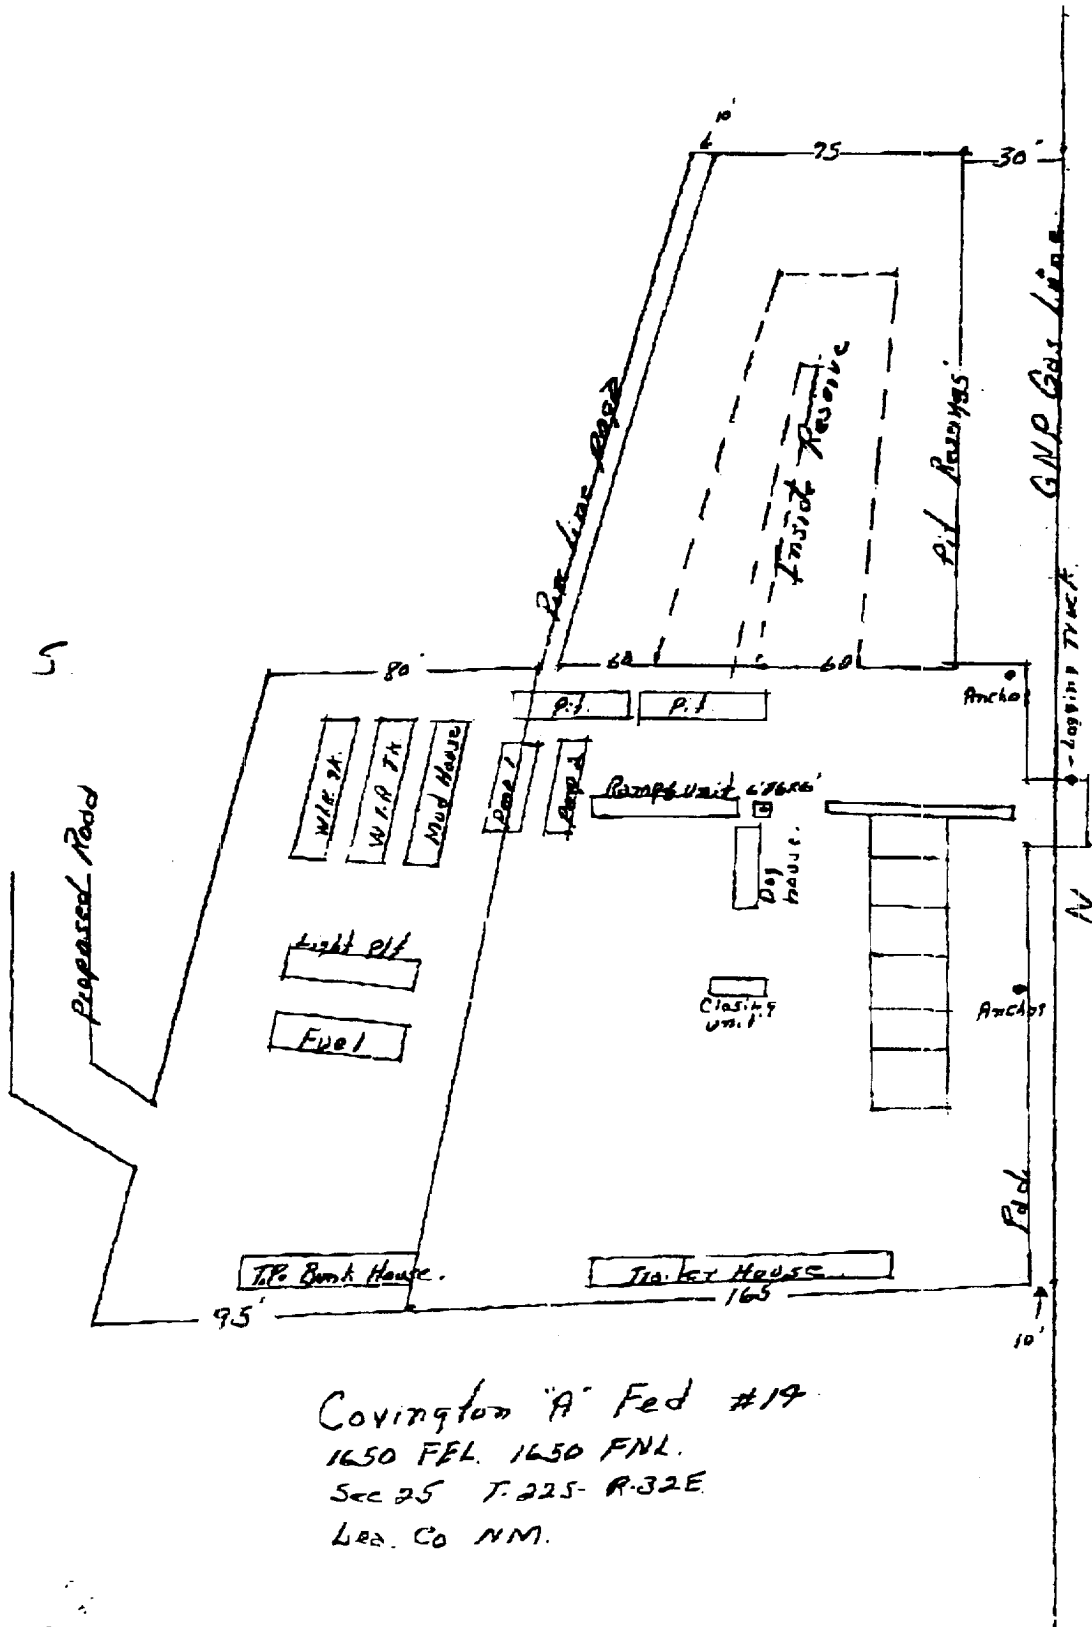 10'
75
30'
GNP Gas Line
Pipe Line Road
Inside Reserve
Pit
80'
60
60
Anchor
Logging Truck
S
N
Pit
Pit
W/R TK.
W/R TK
Mud House
Pump 1
Pump 2
Ramp & Unit
Dog
house.
Proposed Road
Light Plt
Fuel
Closing
unit
Anchor
Pad
T.P. Bunk House.
Trailer House
95'
165
10'
Covington "A" Fed #14
1650 FEL. 1650 FNL.
Sec 25 T-22S- R-32E
Lea. Co NM.